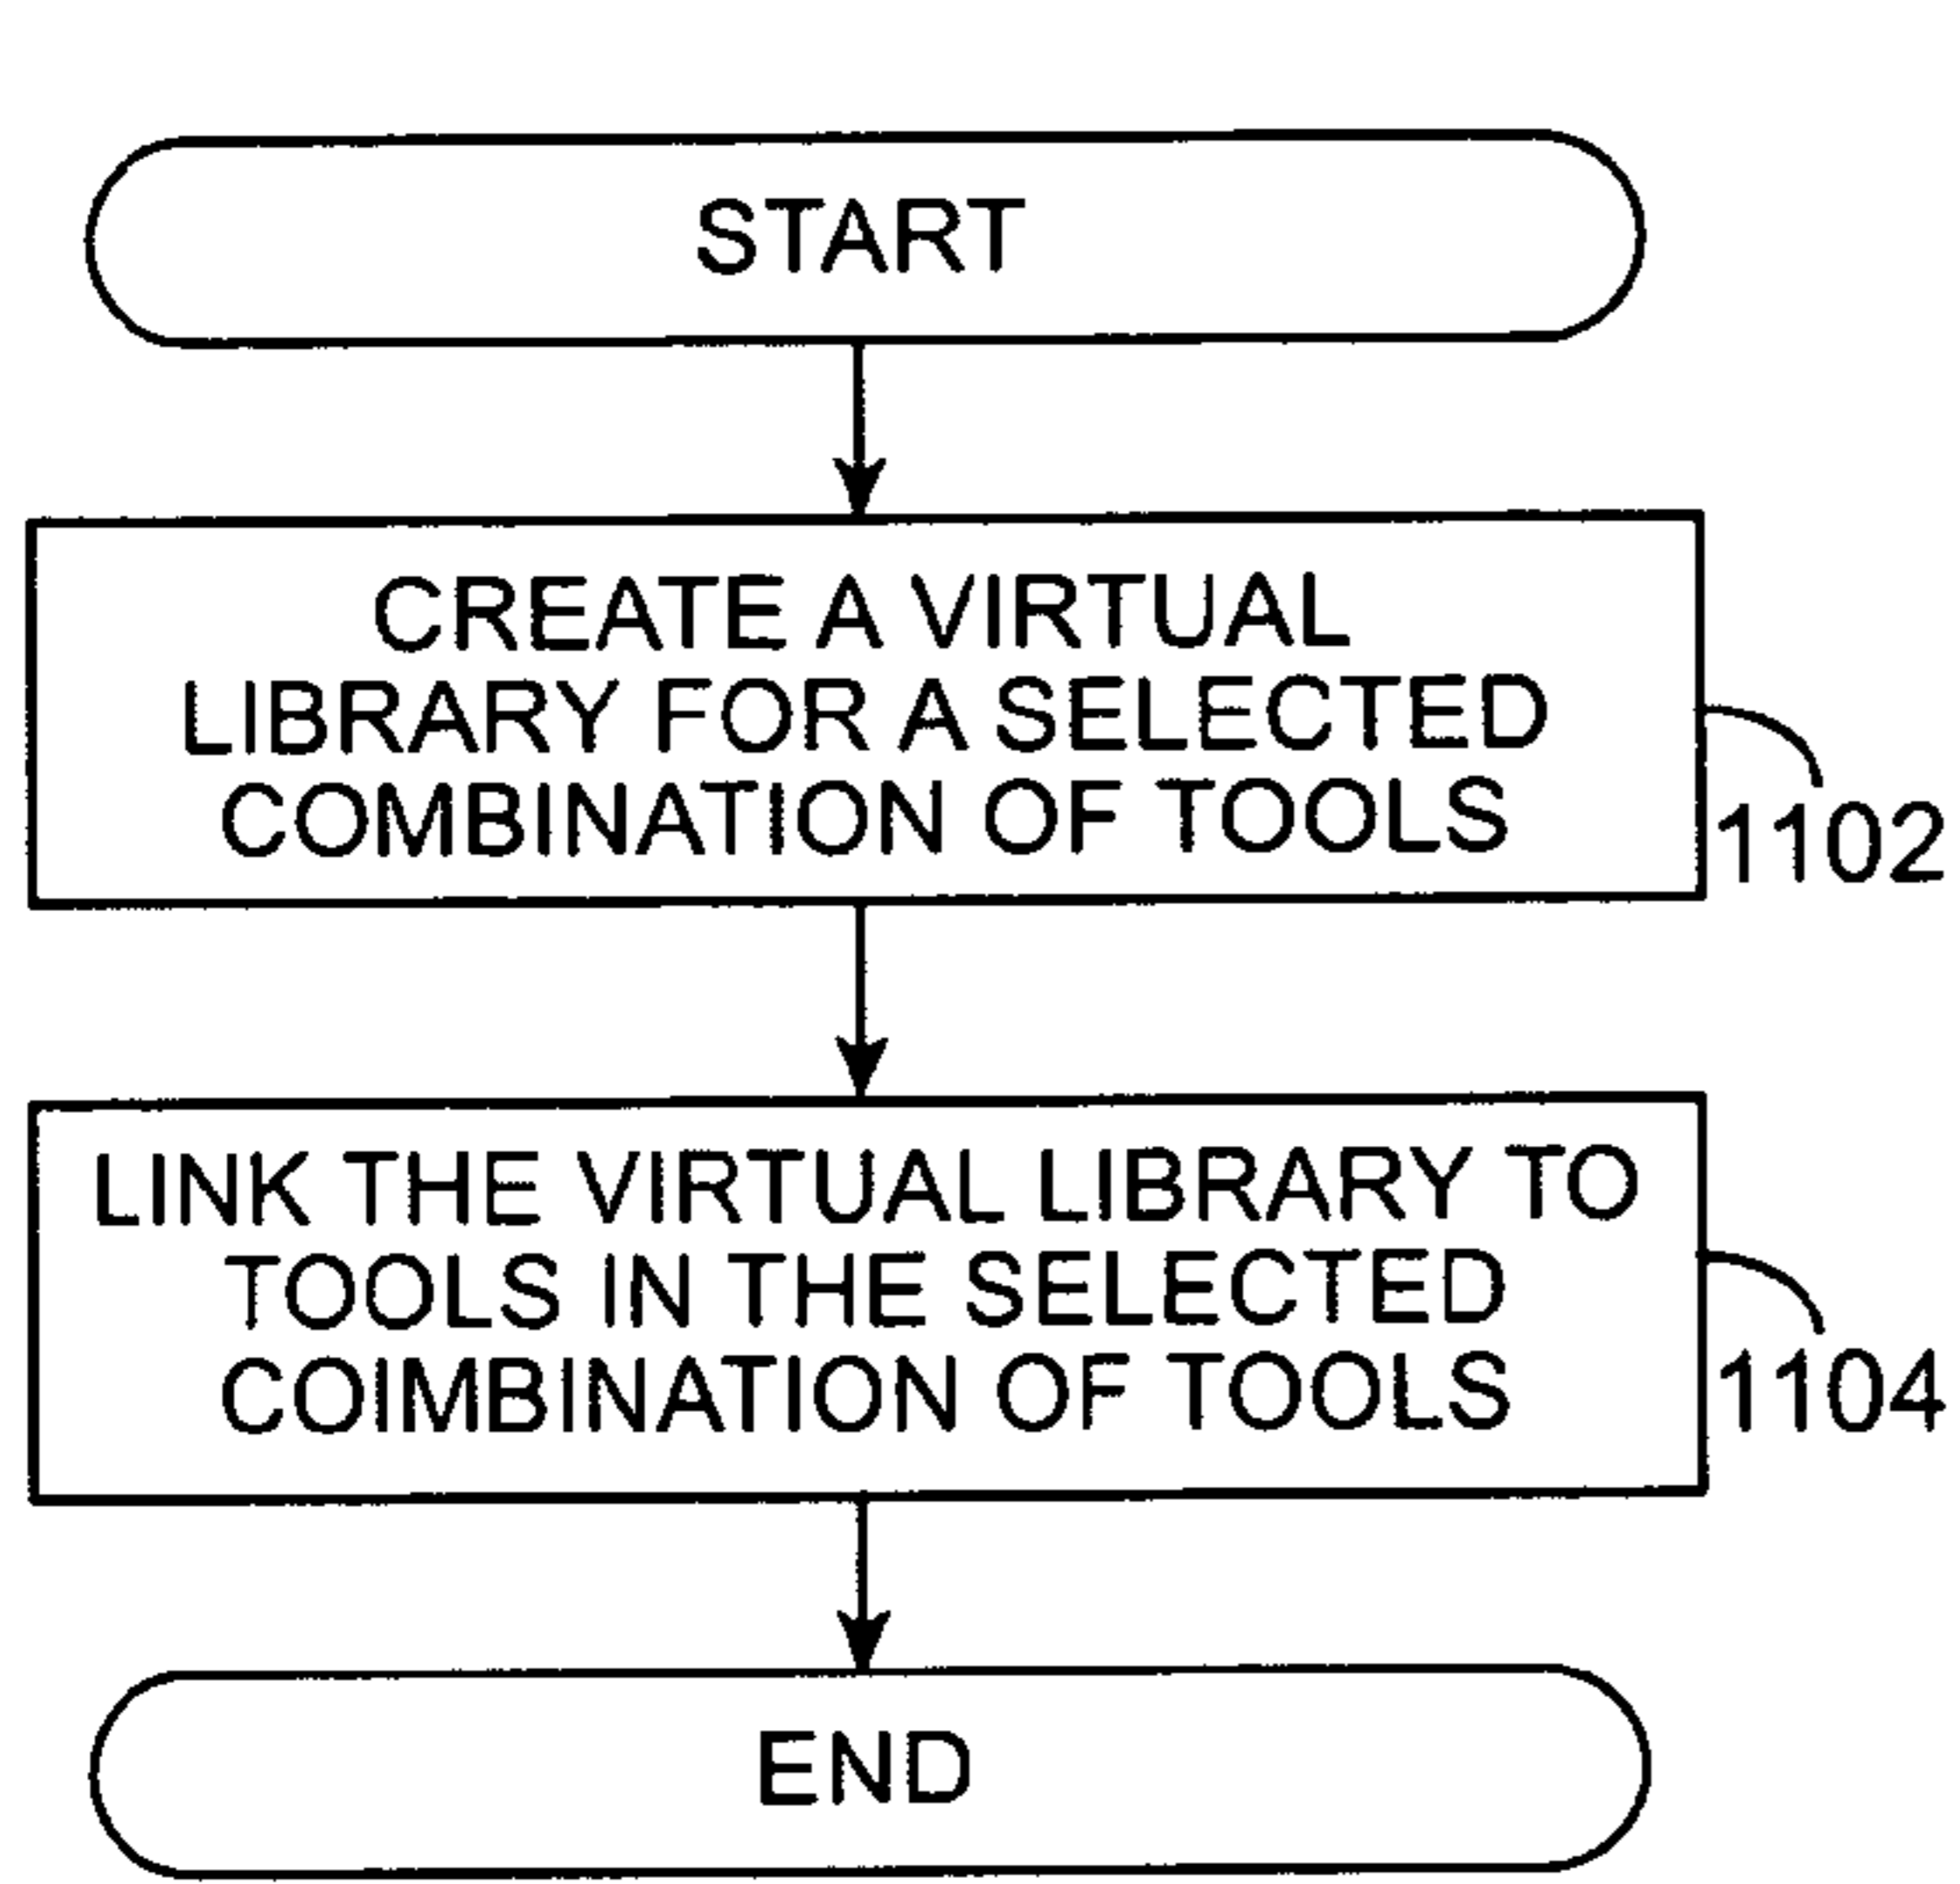 START
CREATE A VIRTUAL
LIBRARY FOR A SELECTED
COMBINATION OF TOOLS
1102
LINK THE VIRTUAL LIBRARY TO
TOOLS IN THE SELECTED
COIMBINATION OF TOOLS
1104
END